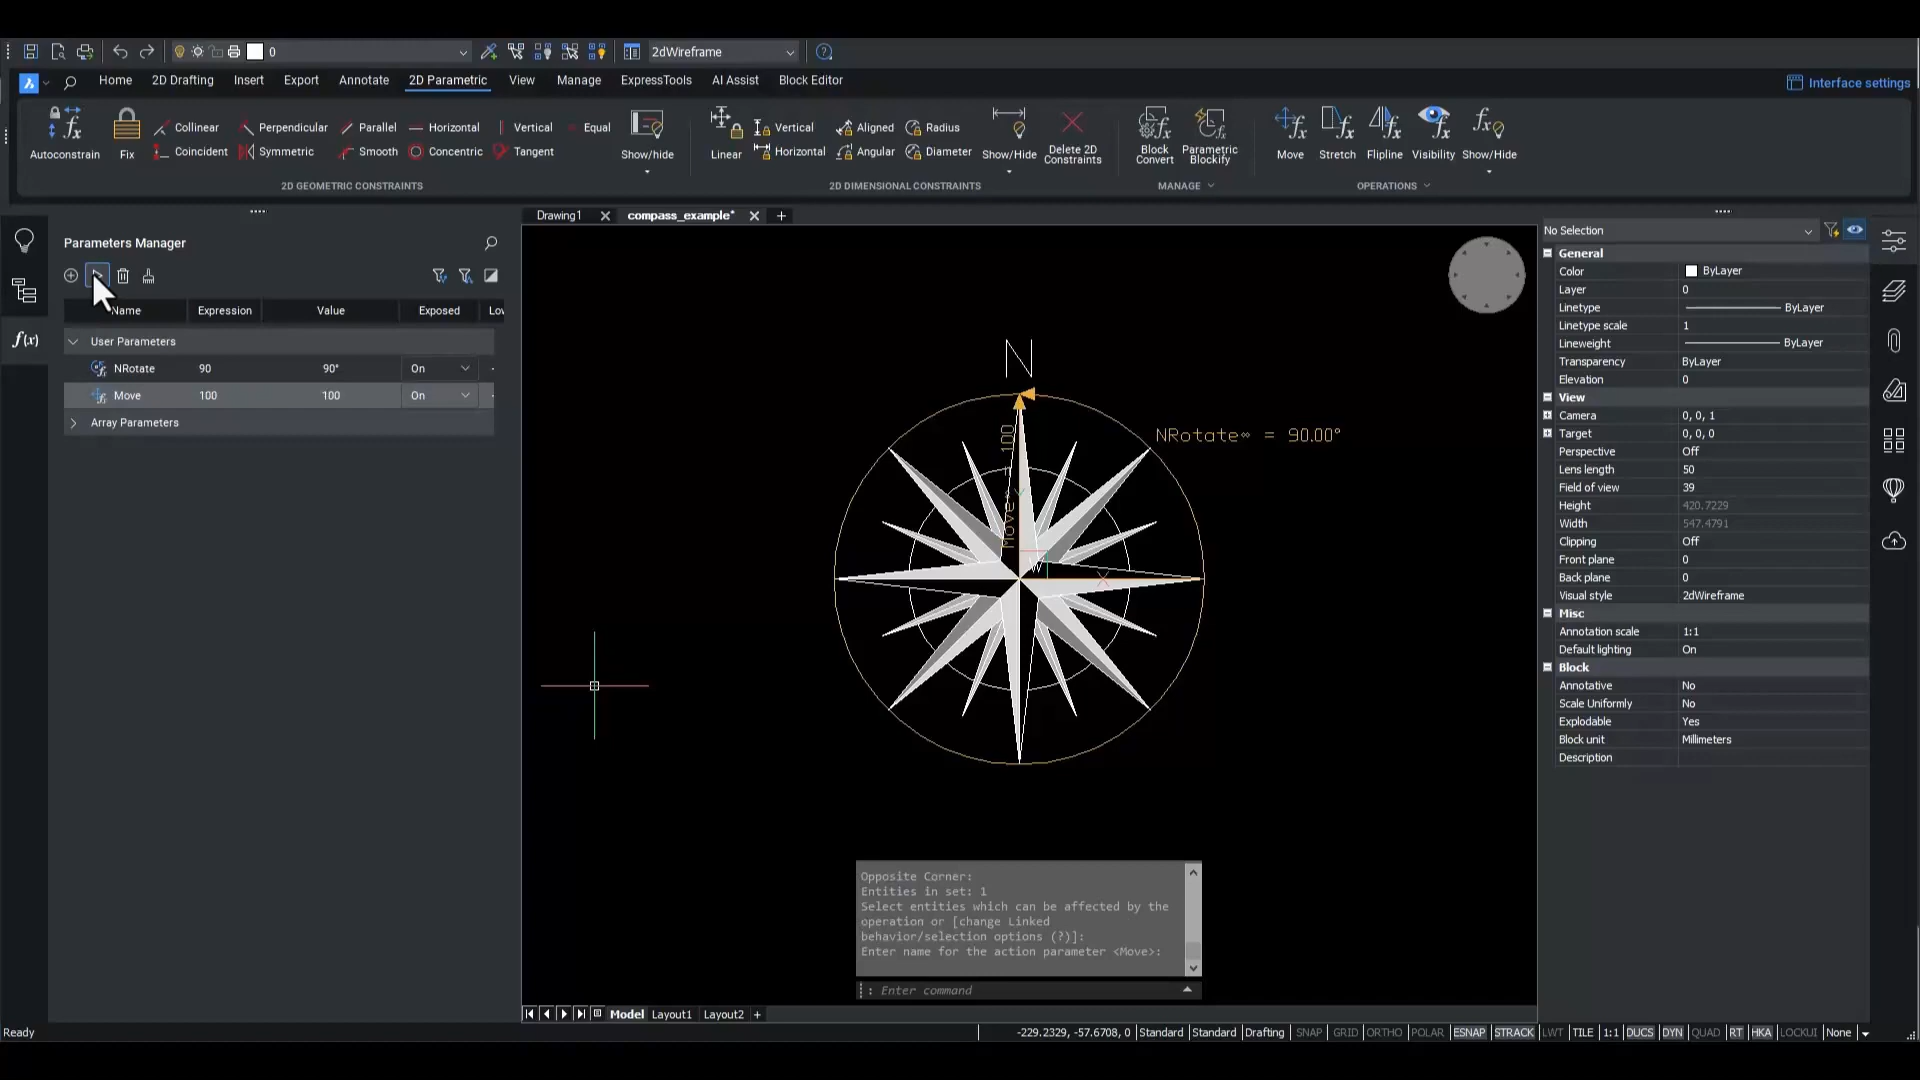 0
2dWireframe
Home 2D Drafting Insert Export Annotate 2D Parametric View Manage ExpressTools AI Assist Block Editor
Interface settings
Autoconstrain Fix Collinear Perpendicular Parallel Horizontal Vertical Equal
Coincident Symmetric Smooth Concentric Tangent
Show/hide
2D GEOMETRIC CONSTRAINTS
Linear Vertical Aligned Radius
Horizontal Angular Diameter
Show/Hide
Delete 2D
Constraints
2D DIMENSIONAL CONSTRAINTS
Block
Convert
Parametric
Blockify
MANAGE
Move Stretch Flipline Visibility Show/Hide
OPERATIONS
Parameters Manager
Name Expression Value Exposed
User Parameters
NRotate 90 90° On
Move 100 100 On
Array Parameters
f(x)
Drawing1 compass_example* +
N
NRotate = 90.00°
Move = 100
W
X
Opposite Corner:
Entities in set: 1
Select entities which can be affected by the
operation or [change Linked
behavior/selection options (?)]:
Enter name for the action parameter <Move>:
: Enter command
Model Layout1 Layout2 +
No Selection
General
Color ByLayer
Layer 0
Linetype ByLayer
Linetype scale 1
Lineweight ByLayer
Transparency ByLayer
Elevation 0
View
Camera 0, 0, 1
Target 0, 0, 0
Perspective Off
Lens length 50
Field of view 39
Height 420.7229
Width 547.4791
Clipping Off
Front plane 0
Back plane 0
Visual style 2dWireframe
Misc
Annotation scale 1:1
Default lighting On
Block
Annotative No
Scale Uniformly No
Explodable Yes
Block unit Millimeters
Description
Ready
-229.2329, -57.6708, 0 Standard Standard Drafting SNAP GRID ORTHO POLAR ESNAP STRACK LWT TILE 1:1 DUCS DYN QUAD RT HKA LOCKUI None